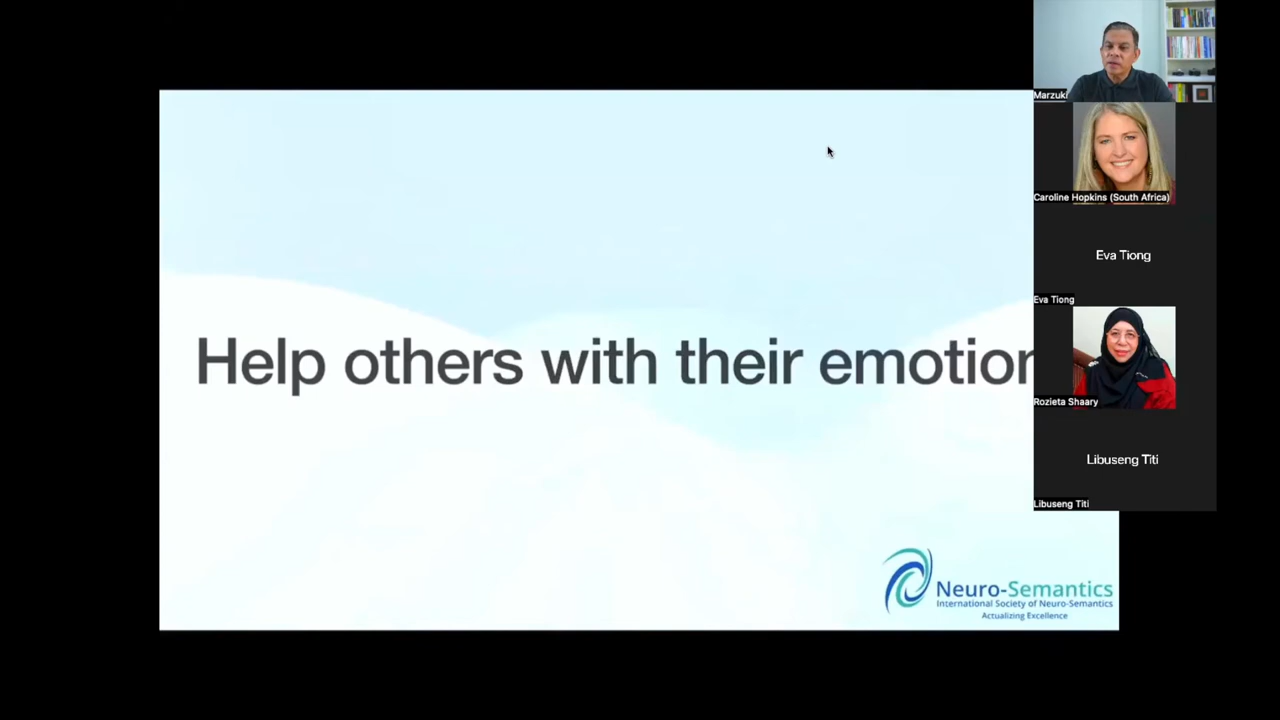 Marzuki
Caroline Hopkins (South Africa)
Eva Tiong
Eva Tiong
Help others with their emotion
Rozieta Shaary
Libuseng Titi
Libuseng Titi
Neuro-Semantics
International Society of Neuro-Semantics
Actualizing Excellence